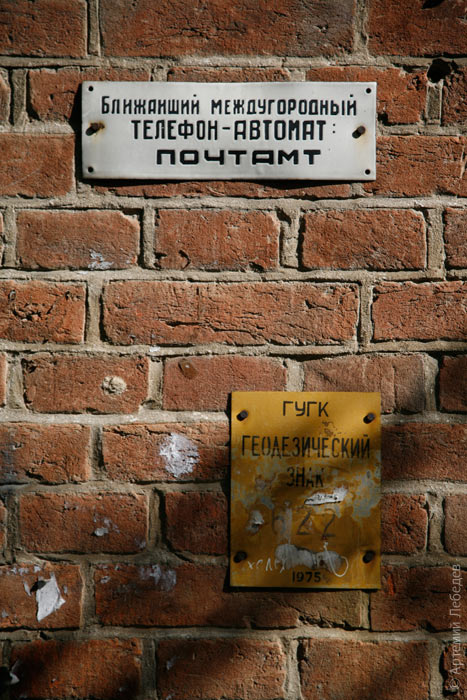 Ближайший междугородный
телефон-автомат:
почтамт
ГУГК
ГЕОДЕЗИЧЕСКИЙ
ЗНАК
1975
© Артемий Лебедев